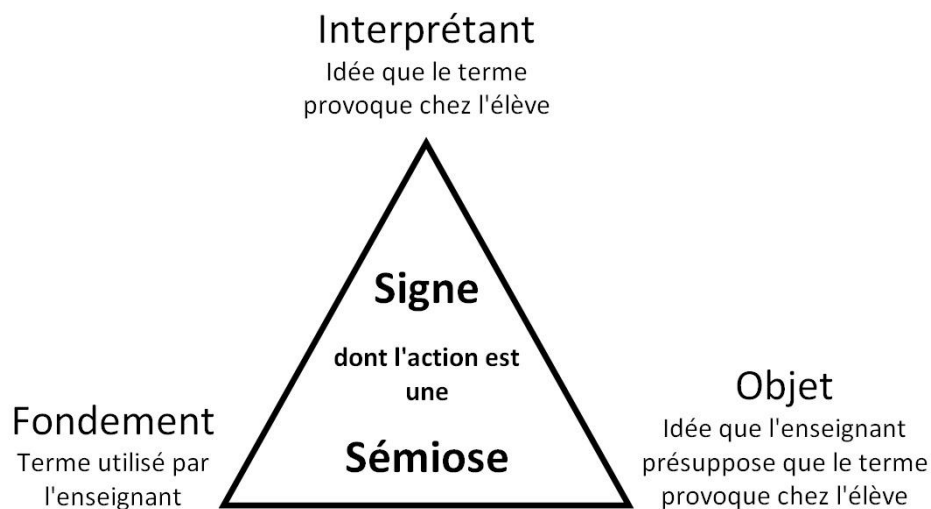 Interprétant
Idée que le terme
provoque chez l'élève
Signe
dont l'action est
une
Sémiose
Fondement
Terme utilisé par
l'enseignant
Objet
Idée que l'enseignant
présuppose que le terme
provoque chez l'élève